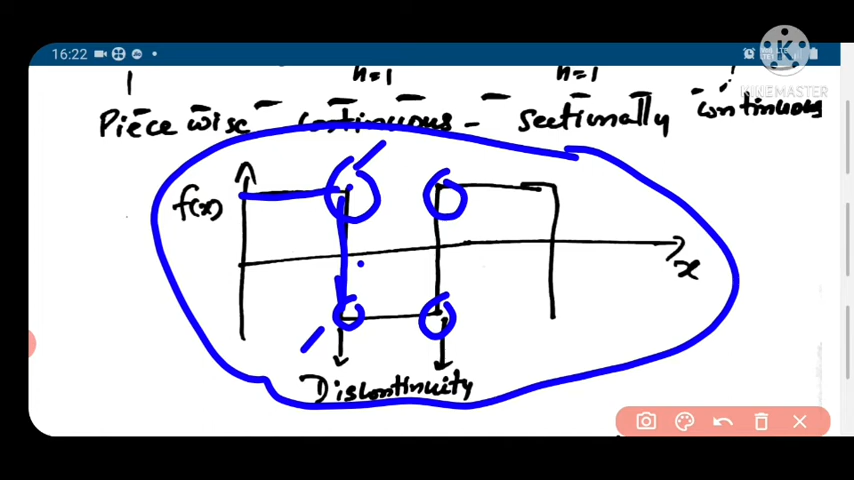 16:22
n=1 n=1
KINEMASTER
Piece wise continuous - Sectionally continuous
f(x)
x
Discontinuity